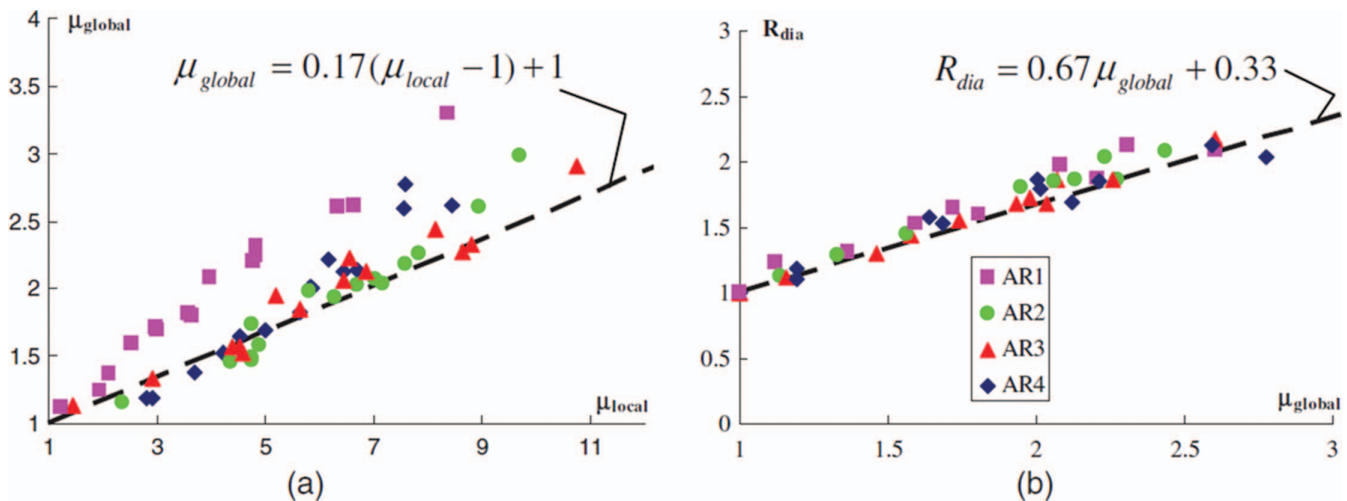 μglobal
4
3.5
3
2.5
2
1.5
1
μglobal = 0.17(μlocal − 1) + 1
μlocal
1 3 5 7 9 11
(a)
Rdia
3
2.5
2
1.5
1
0.5
0
Rdia = 0.67 μglobal + 0.33
AR1
AR2
AR3
AR4
μglobal
1 1.5 2 2.5 3
(b)